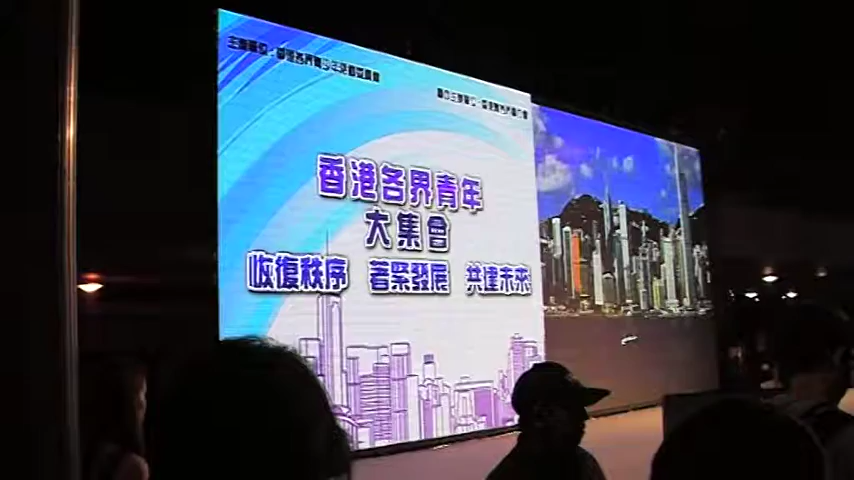 香港各界青年
大集會
恢復秩序 著緊發展 共建未來